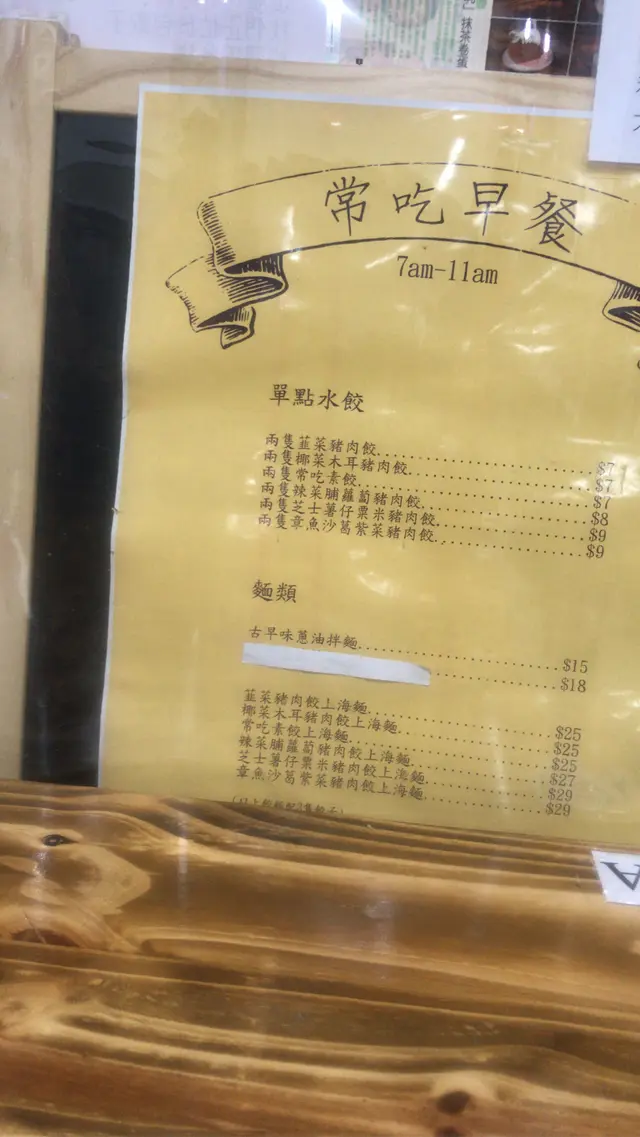 抹茶卷蛋
常吃早餐
7am-11am
單點水餃
兩隻韮菜豬肉餃 $7
兩隻椰菜木耳豬肉餃 $7
兩隻常吃素餃 $7
兩隻辣菜脯蘿蔔豬肉餃 $8
兩隻芝士薯仔粟米豬肉餃 $9
兩隻章魚沙葛紫菜豬肉餃 $9
麵類
古早味蔥油拌麵 $15
$18
韮菜豬肉餃上海麵 $25
椰菜木耳豬肉餃上海麵 $25
常吃素餃上海麵 $25
辣菜脯蘿蔔豬肉餃上海麵 $27
芝士薯仔粟米豬肉餃上海麵 $29
章魚沙葛紫菜豬肉餃上海麵 $29
A